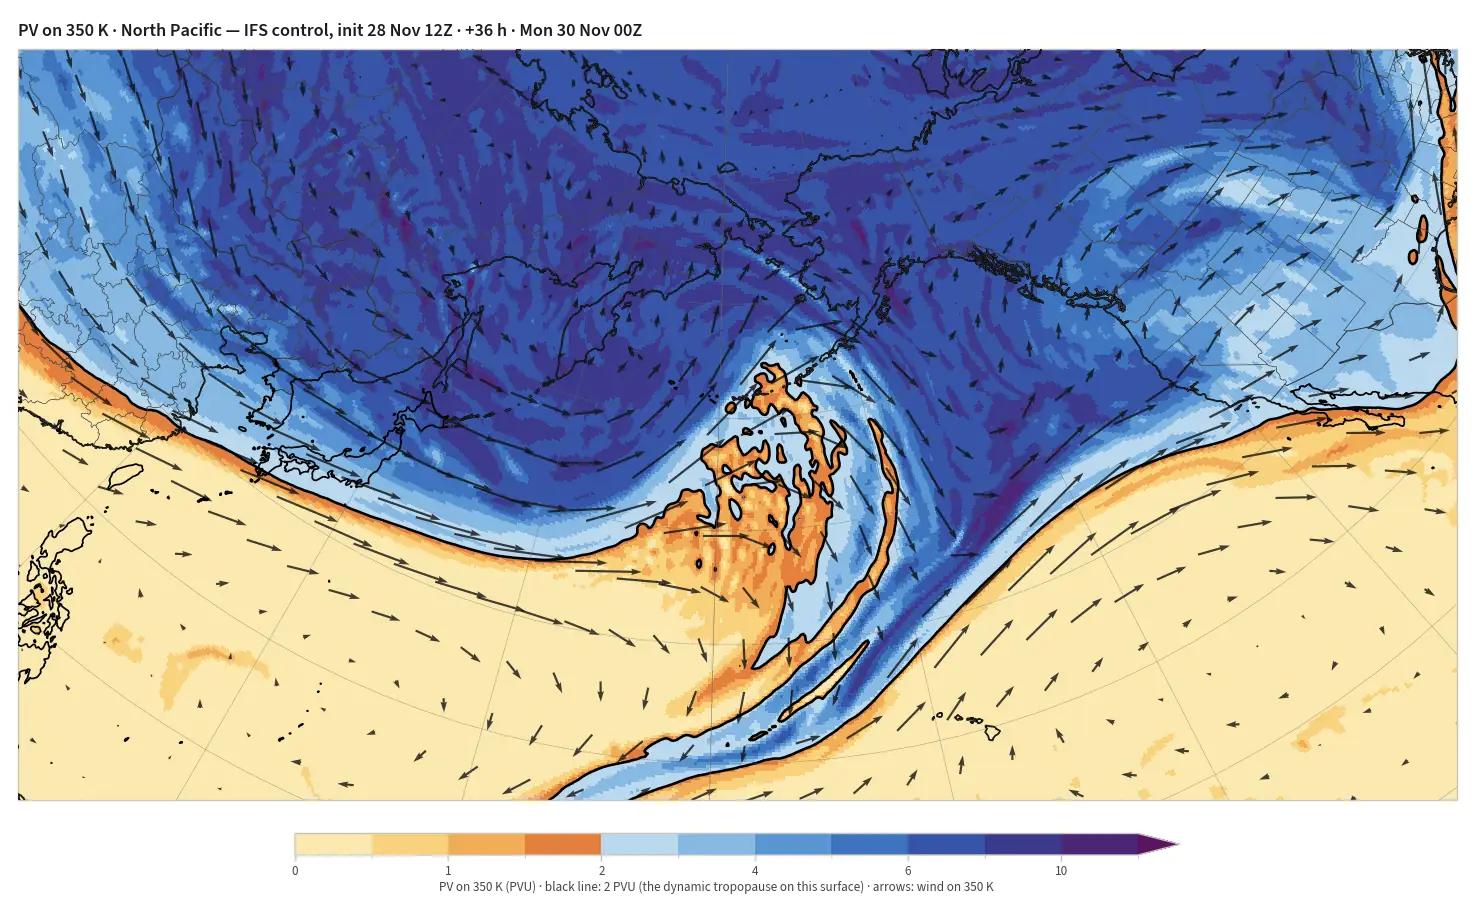 PV on 350 K · North Pacific — IFS control, init 28 Nov 12Z · +36 h · Mon 30 Nov 00Z
0 1 2 4 6 10
PV on 350 K (PVU) · black line: 2 PVU (the dynamic tropopause on this surface) · arrows: wind on 350 K